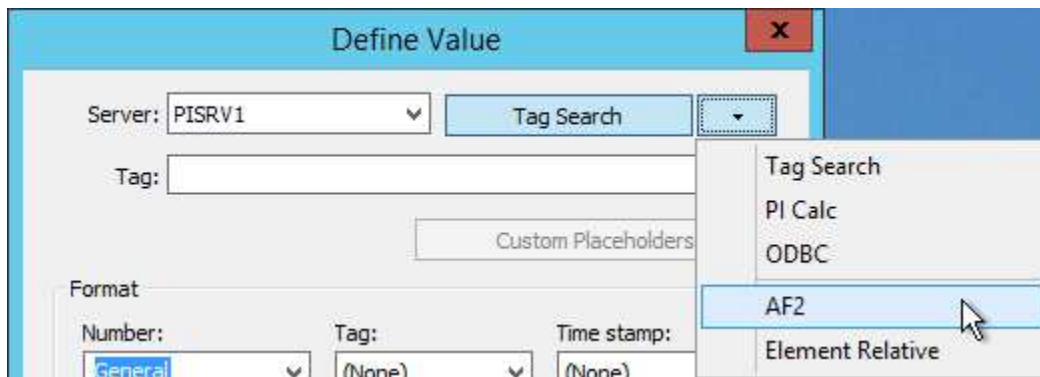 Define Value
x
Server: PISRV1 Tag Search
Tag:
Tag Search
PI Calc
ODBC
AF2
Element Relative
Custom Placeholders
Format
Number: Tag: Time stamp:
General (None) (None)